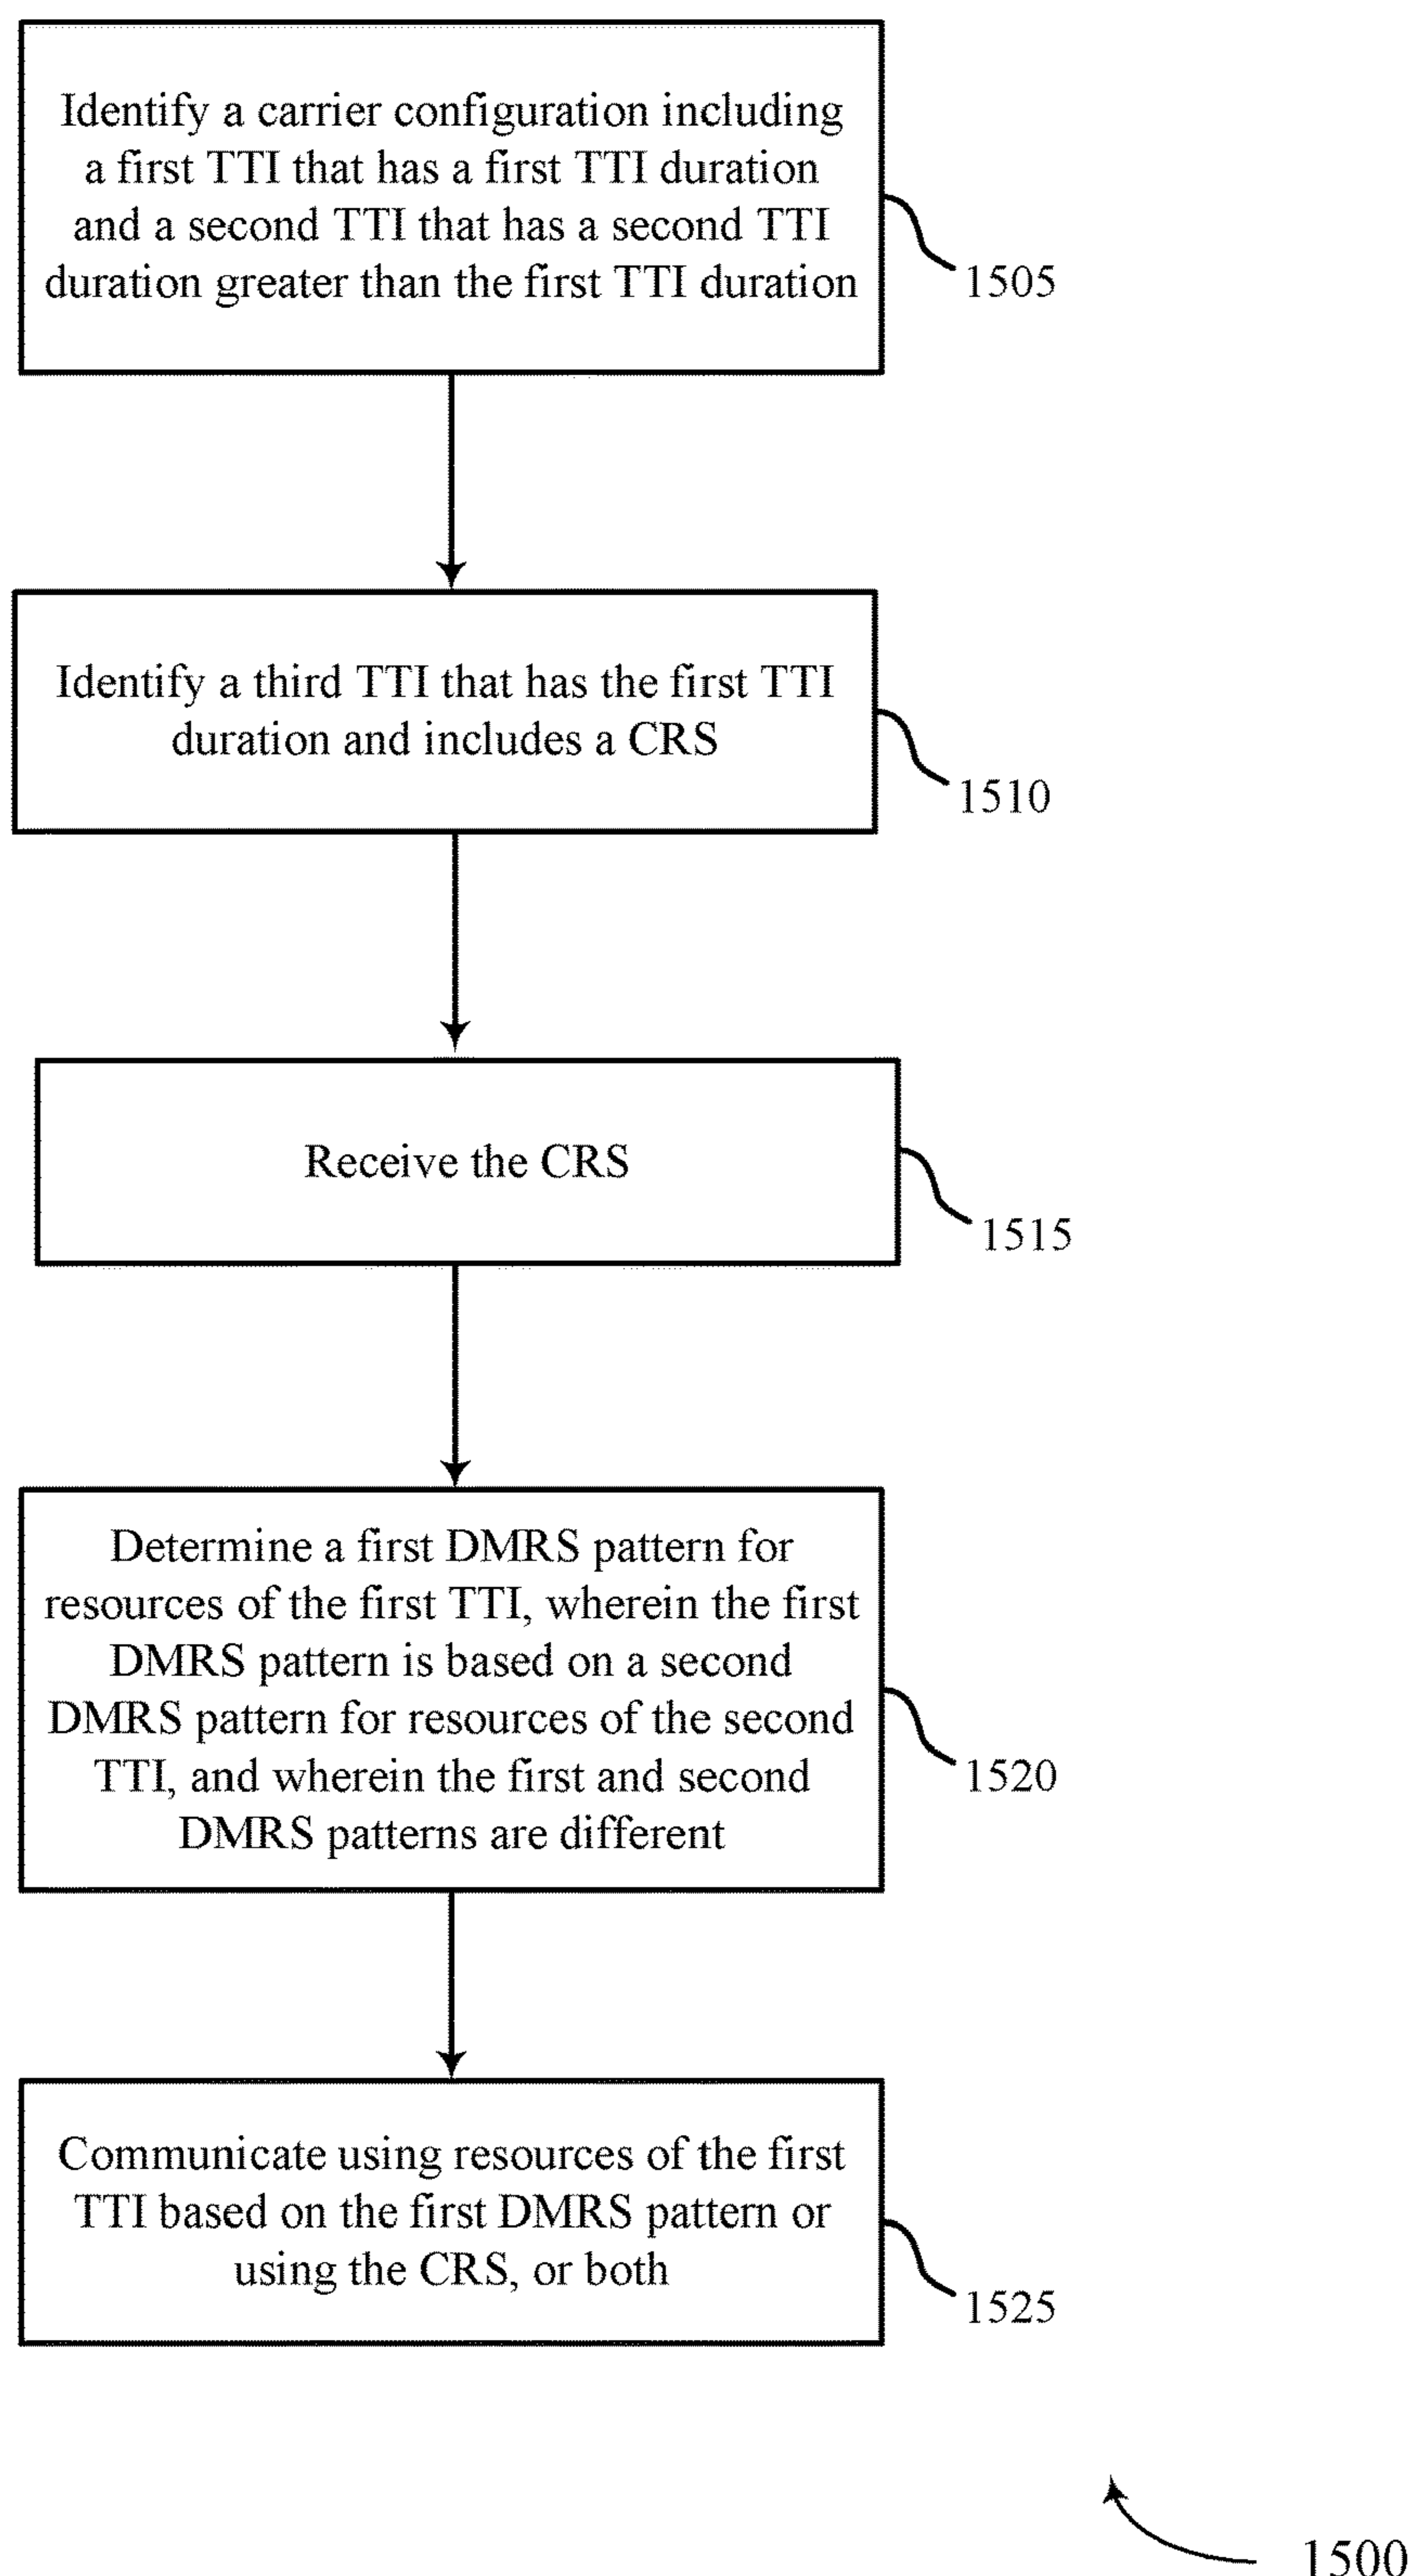 Identify a carrier configuration including
a first TTI that has a first TTI duration
and a second TTI that has a second TTI
duration greater than the first TTI duration
1505
Identify a third TTI that has the first TTI
duration and includes a CRS
1510
Receive the CRS
1515
Determine a first DMRS pattern for
resources of the first TTI, wherein the first
DMRS pattern is based on a second
DMRS pattern for resources of the second
TTI, and wherein the first and second
DMRS patterns are different
1520
Communicate using resources of the first
TTI based on the first DMRS pattern or
using the CRS, or both
1525
1500